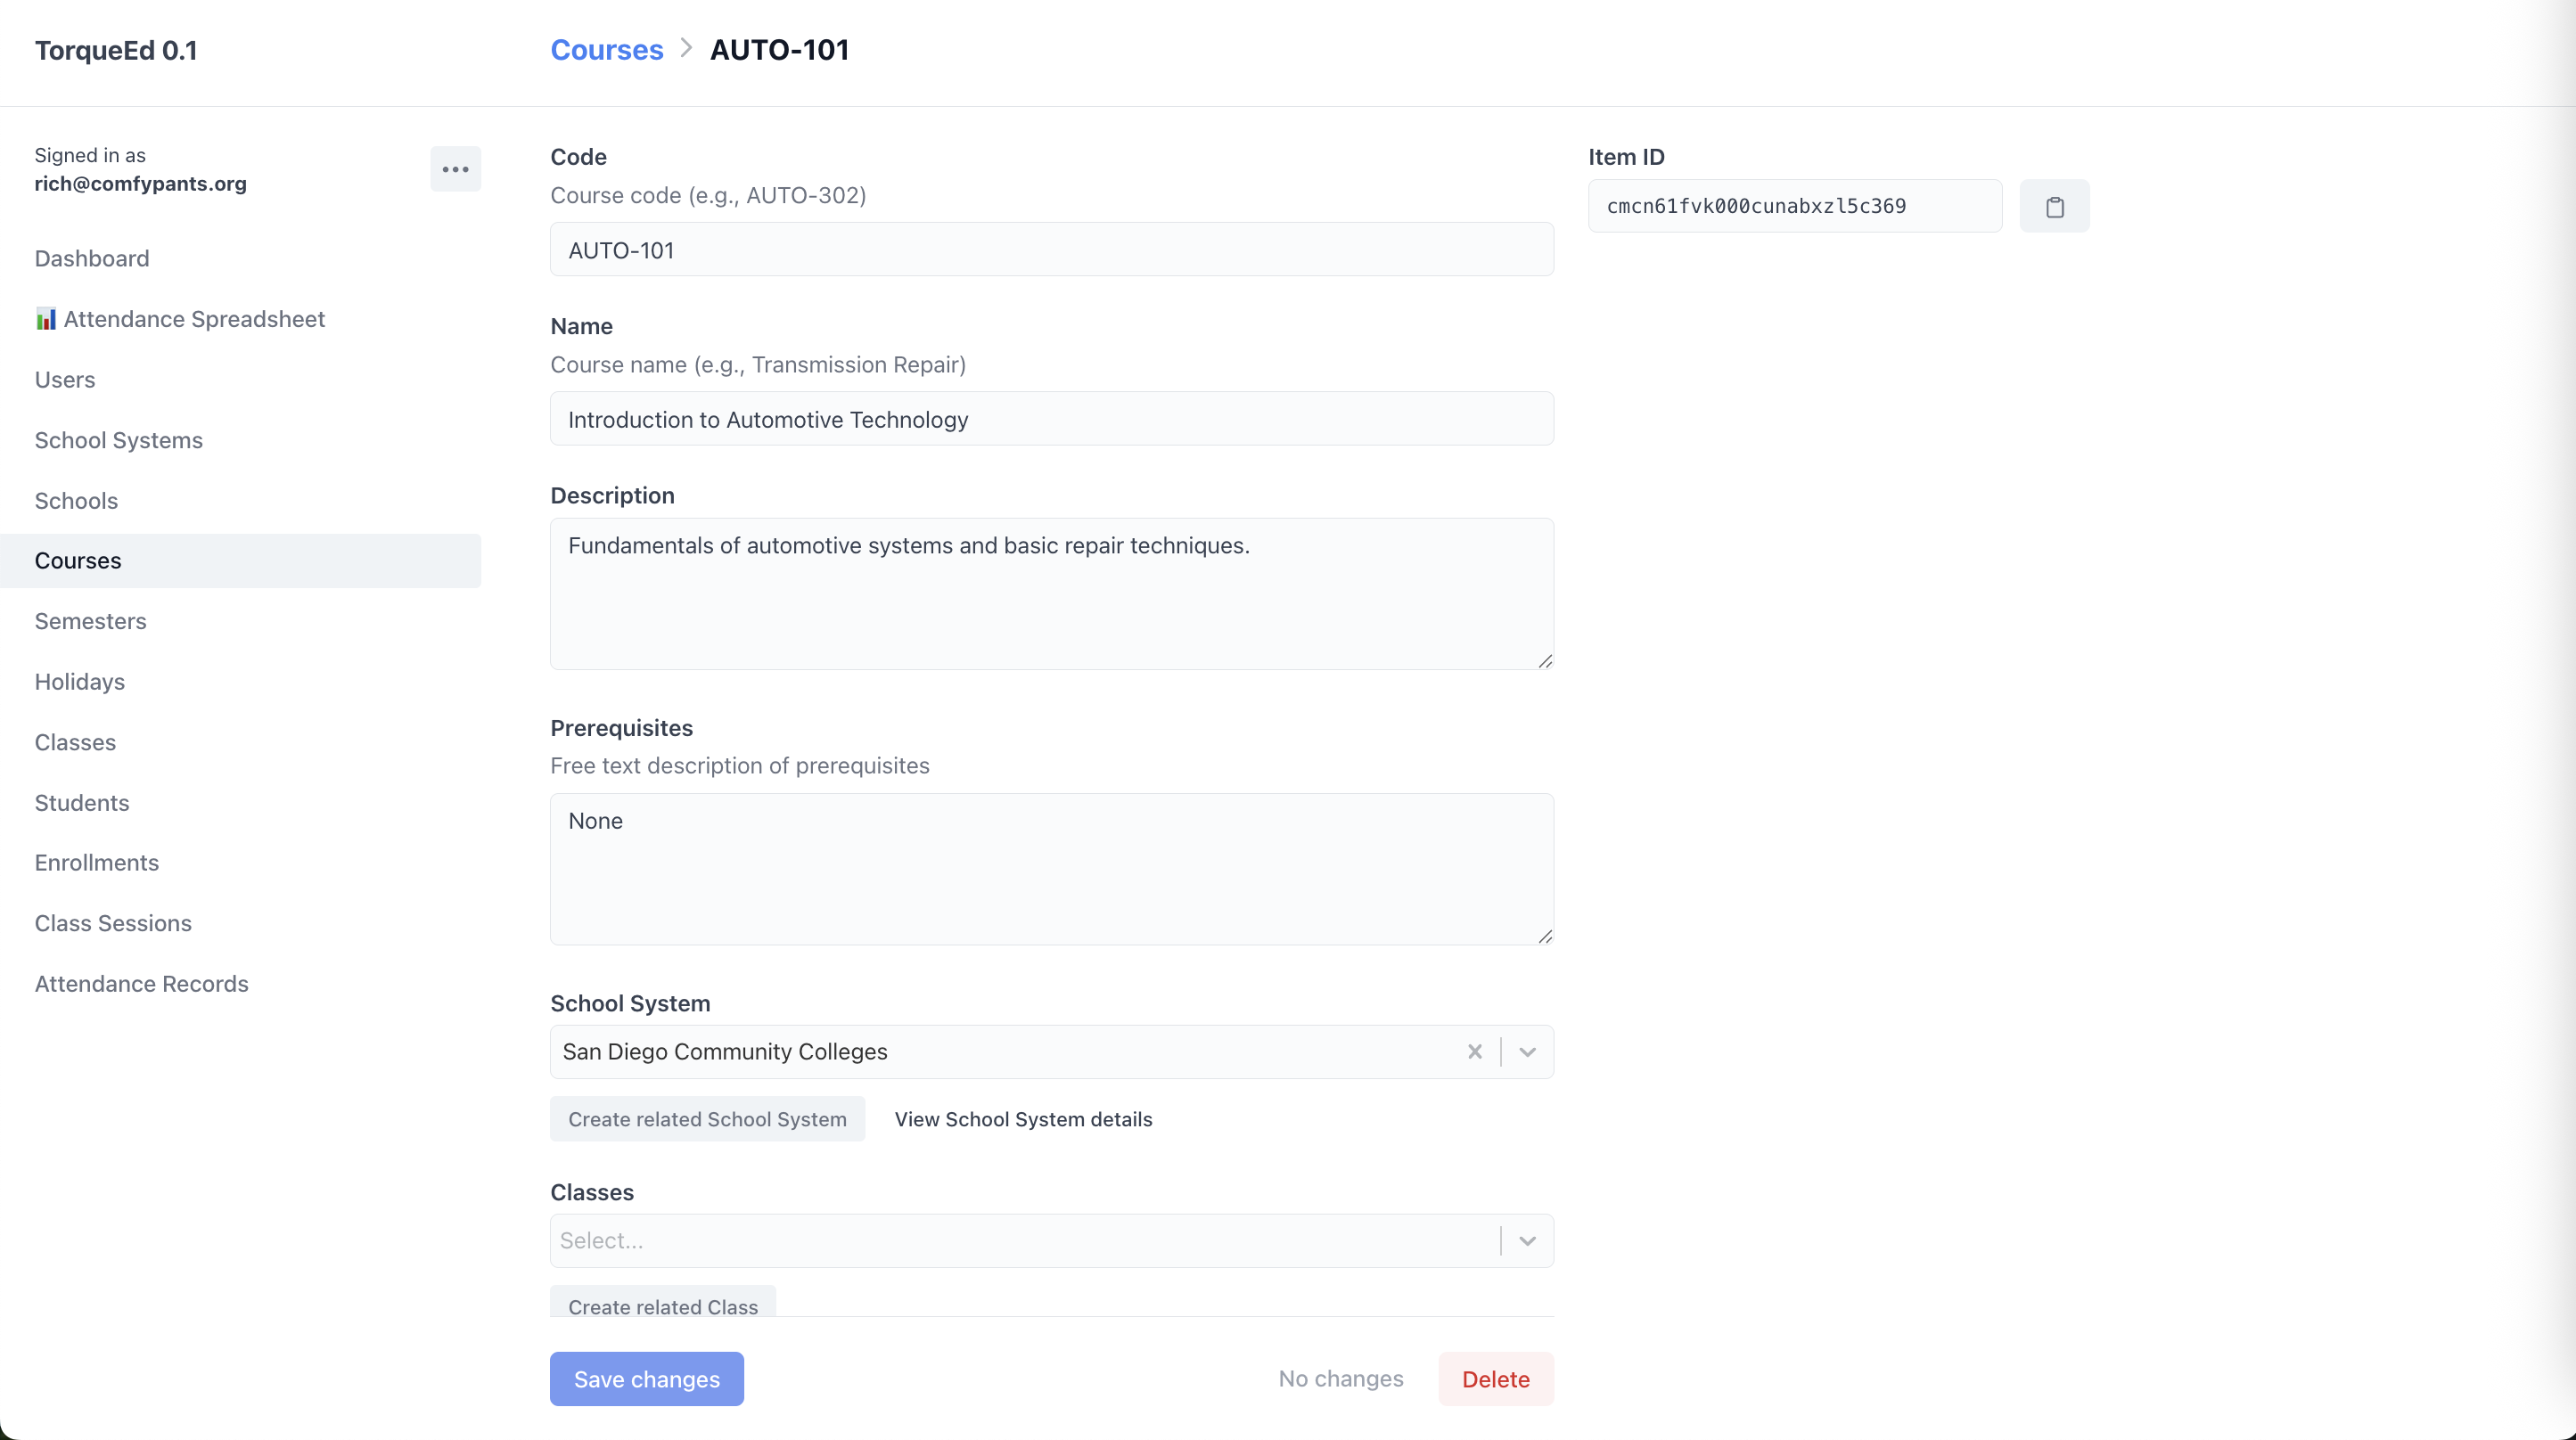 TorqueEd 0.1
Courses > AUTO-101
Signed in as
rich@comfypants.org
Dashboard
Attendance Spreadsheet
Users
School Systems
Schools
Courses
Semesters
Holidays
Classes
Students
Enrollments
Class Sessions
Attendance Records
Code
Course code (e.g., AUTO-302)
AUTO-101
Name
Course name (e.g., Transmission Repair)
Introduction to Automotive Technology
Description
Fundamentals of automotive systems and basic repair techniques.
Prerequisites
Free text description of prerequisites
None
School System
San Diego Community Colleges
Create related School System View School System details
Classes
Select...
Create related Class
Save changes No changes Delete
Item ID
cmcn61fvk000cunabxzl5c369